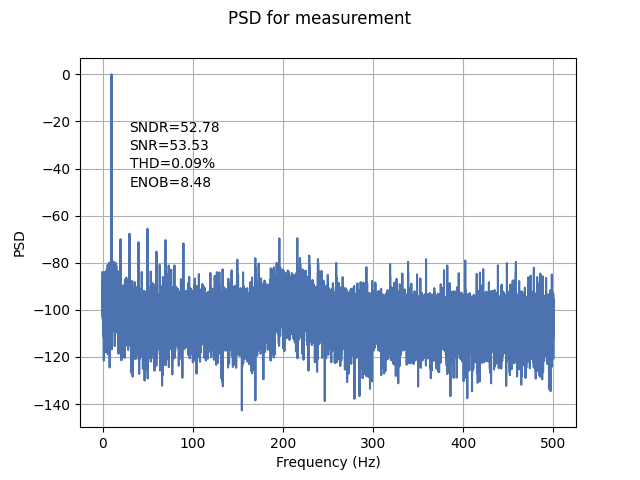 PSD for measurement
0
−20
−40
−60
−80
−100
−120
−140
PSD
SNDR=52.78
SNR=53.53
THD=0.09%
ENOB=8.48
0 100 200 300 400 500
Frequency (Hz)